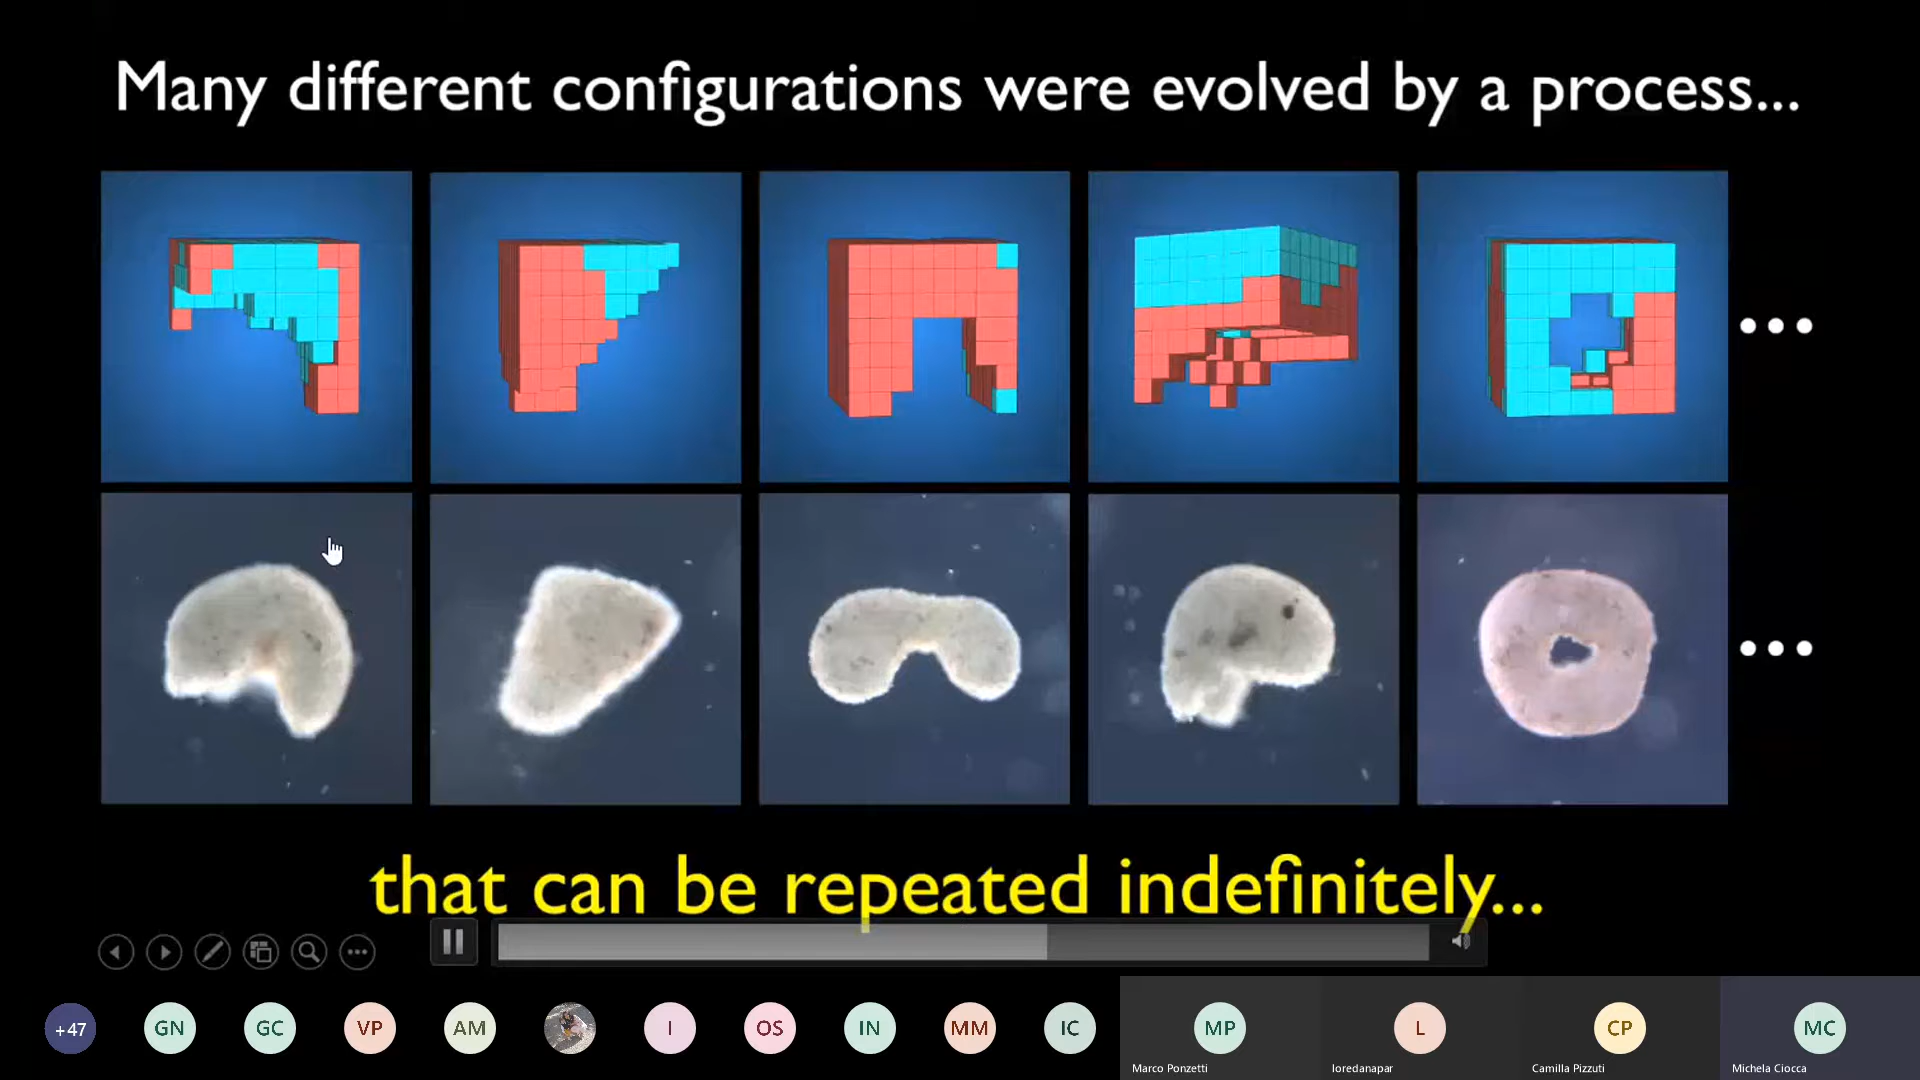 Many different configurations were evolved by a process...
that can be repeated indefinitely...
+47
GN
GC
VP
AM
I
OS
IN
MM
IC
MP
L
CP
MC
Marco Ponzetti
loredanapar
Camilla Pizzuti
Michela Ciocca